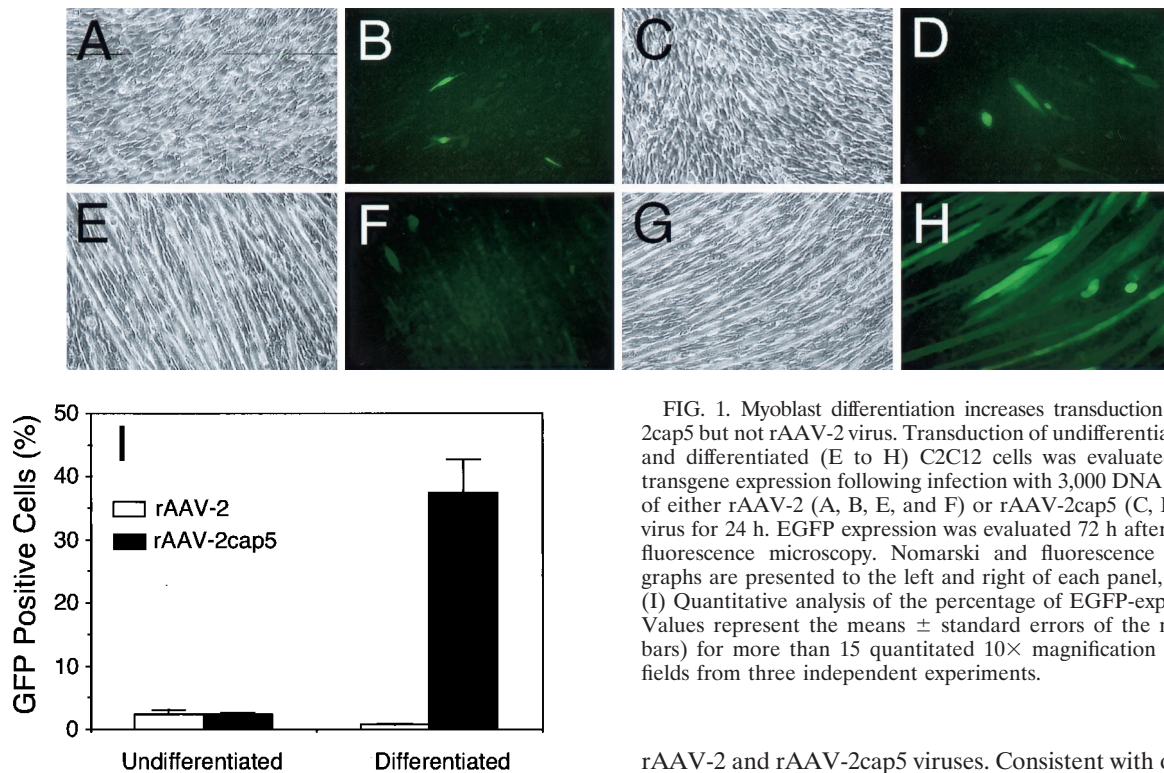 A
B
C
D
E
F
G
H
50
40
30
20
10
0
GFP Positive Cells (%)
I
rAAV-2
rAAV-2cap5
Undifferentiated
Differentiated
FIG. 1. Myoblast differentiation increases transduction
2cap5 but not rAAV-2 virus. Transduction of undifferentia
and differentiated (E to H) C2C12 cells was evaluate
transgene expression following infection with 3,000 DNA
of either rAAV-2 (A, B, E, and F) or rAAV-2cap5 (C,
virus for 24 h. EGFP expression was evaluated 72 h after
fluorescence microscopy. Nomarski and fluorescence
graphs are presented to the left and right of each panel,
(I) Quantitative analysis of the percentage of EGFP-exp
Values represent the means ± standard errors of the
bars) for more than 15 quantitated 10× magnification
fields from three independent experiments.
rAAV-2 and rAAV-2cap5 viruses. Consistent with